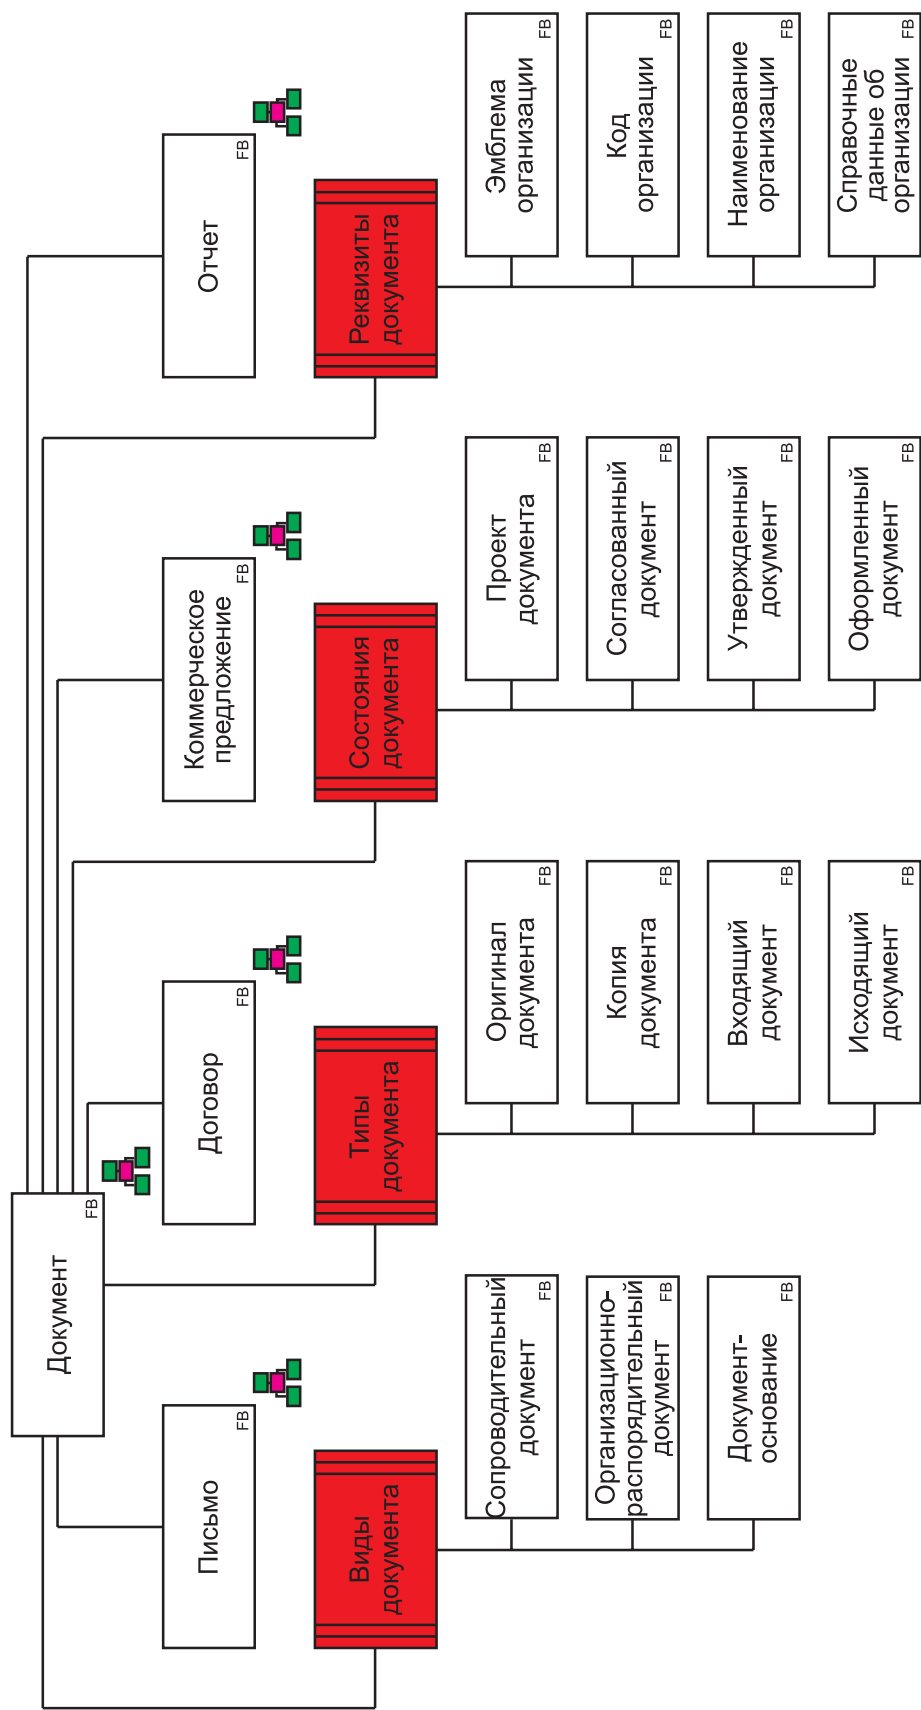 Документ
FB
Письмо
FB
Договор
FB
Коммерческое
предложение
FB
Отчет
FB
Виды
документа
Типы
документа
Состояния
документа
Реквизиты
документа
Сопроводительный
документ
FB
Организационно-
распорядительный
документ
FB
Документ-
основание
FB
Оригинал
документа
FB
Копия
документа
FB
Входящий
документ
FB
Исходящий
документ
FB
Проект
документа
FB
Согласованный
документ
FB
Утвержденный
документ
FB
Оформленный
документ
FB
Эмблема
организации
FB
Код
организации
FB
Наименование
организации
FB
Справочные
данные об
организации
FB